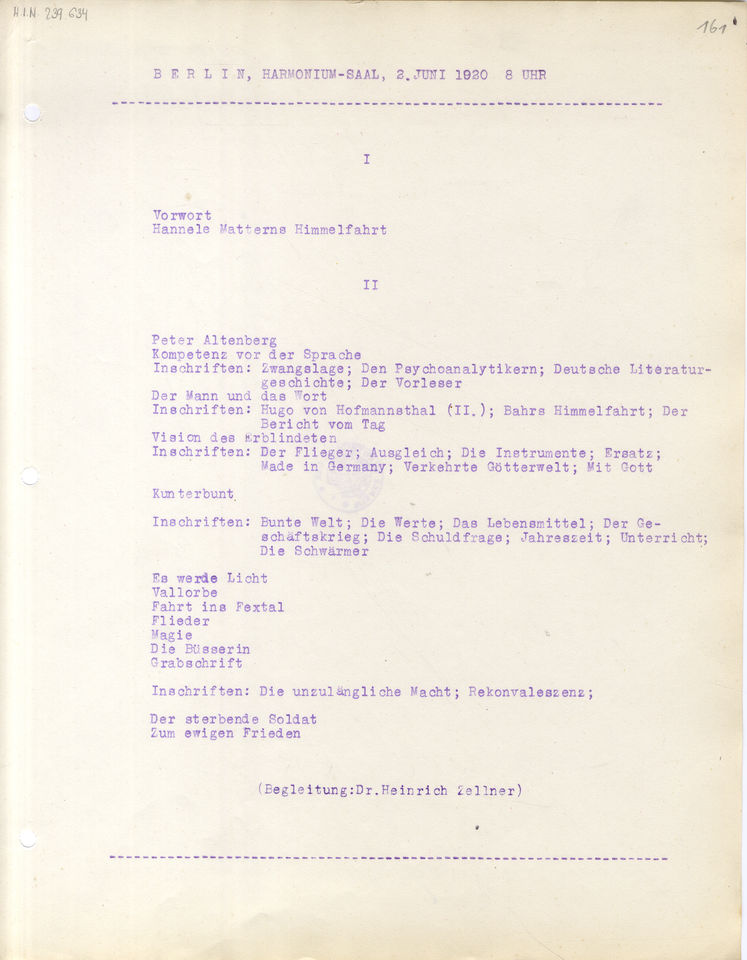 H.I.N. 239 634
161
B E R L I N, HARMONIUM-SAAL, 2.JUNI 1920 8 UHR
I
Vorwort
Hannele Matterns Himmelfahrt
II
Peter Altenberg
Kompetenz vor der Sprache
Inschriften: Zwangslage; Den Psychoanalytikern; Deutsche Literatur-
geschichte; Der Vorleser
Der Mann und das Wort
Inschriften: Hugo von Hofmannsthal (II.); Bahrs Himmelfahrt; Der
Bericht vom Tag
Vision des Erblindeten
Inschriften: Der Flieger; Ausgleich; Die Instrumente; Ersatz;
Made in Germany; Verkehrte Götterwelt; Mit Gott
Kunterbunt
Inschriften: Bunte Welt; Die Werte; Das Lebensmittel; Der Ge-
schäftskrieg; Die Schuldfrage; Jahreszeit; Unterricht;
Die Schwärmer
Es werde Licht
Vallorbe
Fahrt ins Fextal
Flieder
Magie
Die Büsserin
Grabschrift
Inschriften: Die unzulängliche Macht; Rekonvaleszenz;
Der sterbende Soldat
Zum ewigen Frieden
(Begleitung:Dr.Heinrich Zellner)